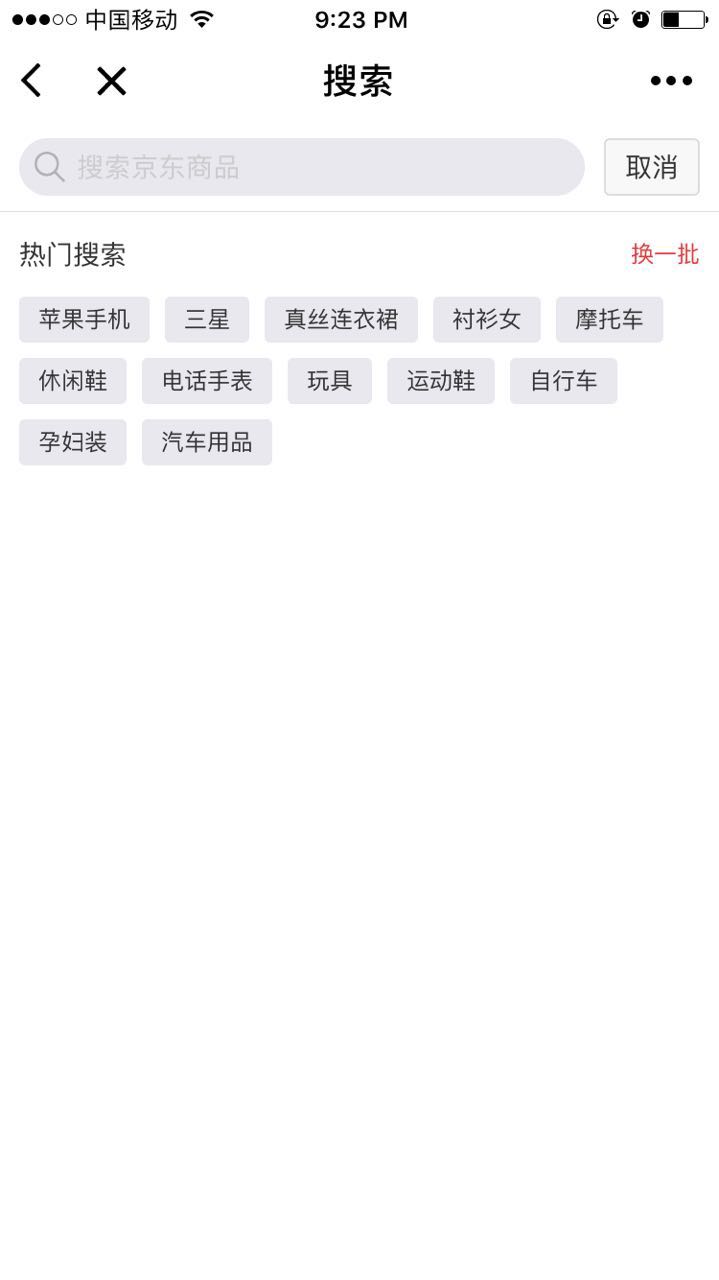 中国移动 9:23 PM
搜索
搜索京东商品 取消
热门搜索 换一批
苹果手机 三星 真丝连衣裙 衬衫女 摩托车
休闲鞋 电话手表 玩具 运动鞋 自行车
孕妇装 汽车用品